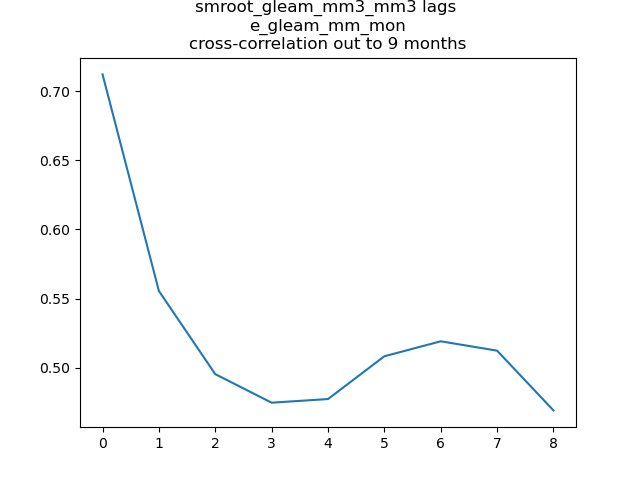 smroot_gleam_mm3_mm3 lags
e_gleam_mm_mon
cross-correlation out to 9 months
0.70
0.65
0.60
0.55
0.50
0 1 2 3 4 5 6 7 8